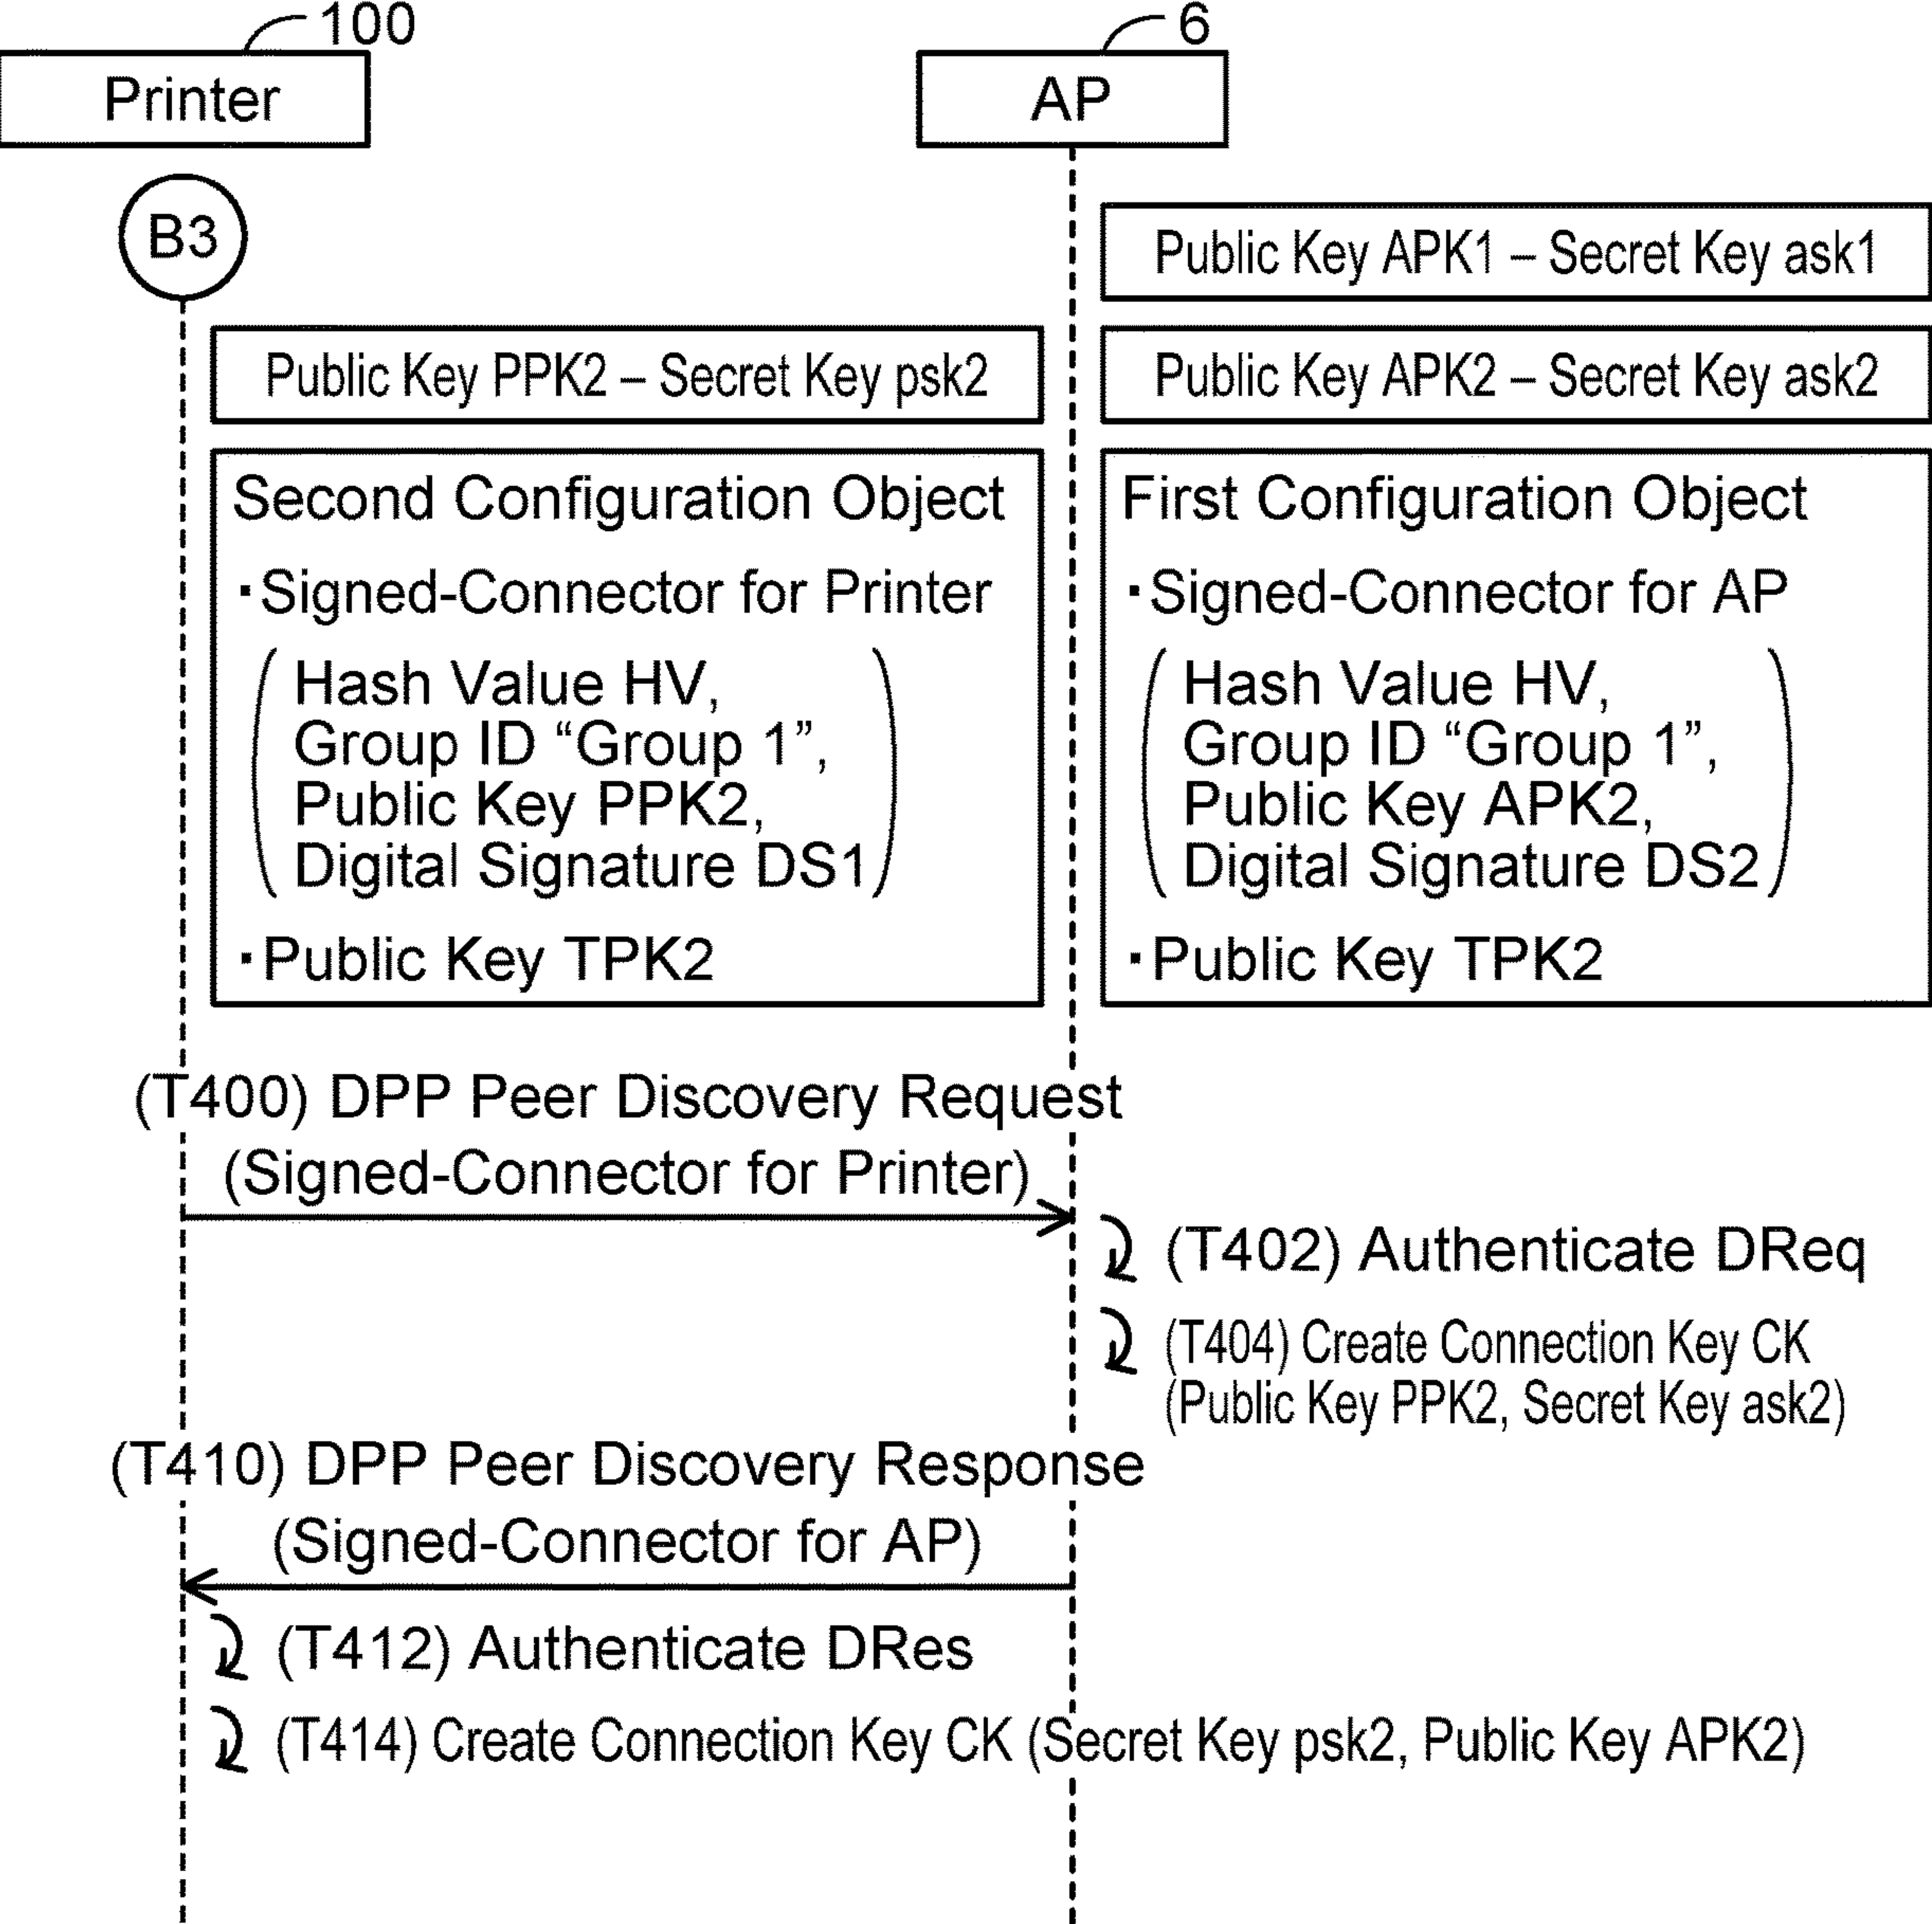 100
6
Printer
AP
B3
Public Key APK1 – Secret Key ask1
Public Key PPK2 – Secret Key psk2
Public Key APK2 – Secret Key ask2
Second Configuration Object
・Signed-Connector for Printer
( Hash Value HV,
Group ID “Group 1”,
Public Key PPK2,
Digital Signature DS1 )
・Public Key TPK2
First Configuration Object
・Signed-Connector for AP
( Hash Value HV,
Group ID “Group 1”,
Public Key APK2,
Digital Signature DS2 )
・Public Key TPK2
(T400) DPP Peer Discovery Request
(Signed-Connector for Printer)
(T402) Authenticate DReq
(T404) Create Connection Key CK
(Public Key PPK2, Secret Key ask2)
(T410) DPP Peer Discovery Response
(Signed-Connector for AP)
(T412) Authenticate DRes
(T414) Create Connection Key CK (Secret Key psk2, Public Key APK2)